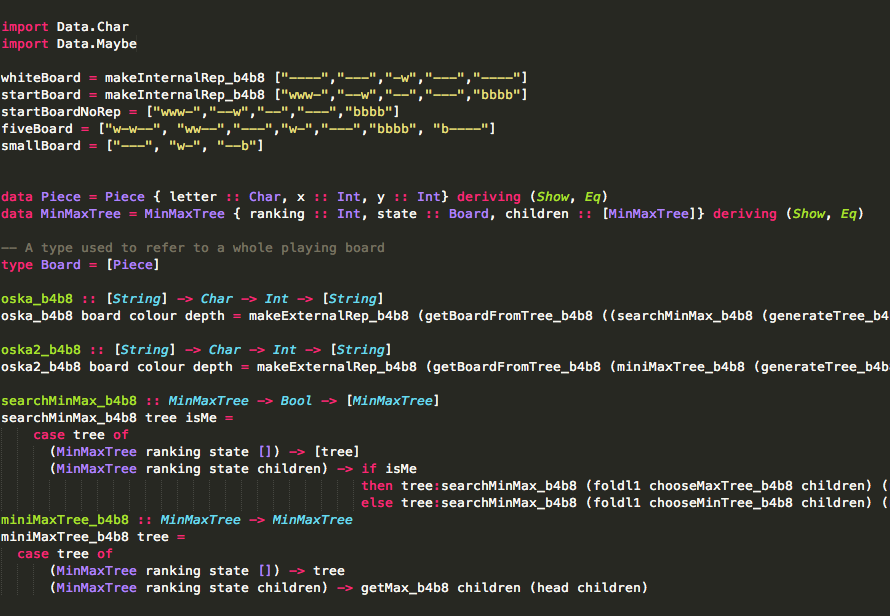 import Data.Char
import Data.Maybe
whiteBoard = makeInternalRep_b4b8 ["----","---","-w","---","----"]
startBoard = makeInternalRep_b4b8 ["www-","--w","--","---","bbbb"]
startBoardNoRep = ["www-","--w","--","---","bbbb"]
fiveBoard = ["w-w--", "ww--","---","w-","---","bbbb", "b----"]
smallBoard = ["---", "w-", "--b"]
data Piece = Piece { letter :: Char, x :: Int, y :: Int} deriving (Show, Eq)
data MinMaxTree = MinMaxTree { ranking :: Int, state :: Board, children :: [MinMaxTree]} deriving (Show, Eq)
-- A type used to refer to a whole playing board
type Board = [Piece]
oska_b4b8 :: [String] -> Char -> Int -> [String]
oska_b4b8 board colour depth = makeExternalRep_b4b8 (getBoardFromTree_b4b8 ((searchMinMax_b4b8 (generateTree_b4
oska2_b4b8 :: [String] -> Char -> Int -> [String]
oska2_b4b8 board colour depth = makeExternalRep_b4b8 (getBoardFromTree_b4b8 (miniMaxTree_b4b8 (generateTree_b4b
searchMinMax_b4b8 :: MinMaxTree -> Bool -> [MinMaxTree]
searchMinMax_b4b8 tree isMe =
case tree of
(MinMaxTree ranking state []) -> [tree]
(MinMaxTree ranking state children) -> if isMe
then tree:searchMinMax_b4b8 (foldl1 chooseMaxTree_b4b8 children) (
else tree:searchMinMax_b4b8 (foldl1 chooseMinTree_b4b8 children) (
miniMaxTree_b4b8 :: MinMaxTree -> MinMaxTree
miniMaxTree_b4b8 tree =
case tree of
(MinMaxTree ranking state []) -> tree
(MinMaxTree ranking state children) -> getMax_b4b8 children (head children)